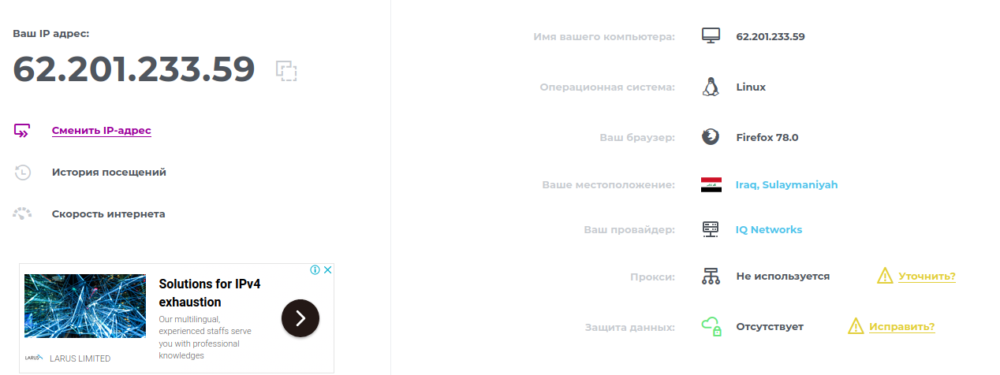 Ваш IP адрес:
62.201.233.59
Сменить IP-адрес
История посещений
Скорость интернета
Solutions for IPv4
exhaustion
Our multilingual,
experienced staffs serve
you with professional
knowledges
LARUS
LARUS LIMITED
Имя вашего компьютера: 62.201.233.59
Операционная система: Linux
Ваш браузер: Firefox 78.0
Ваше местоположение: Iraq, Sulaymaniyah
Ваш провайдер: IQ Networks
Прокси: Не используется Уточнить?
Защита данных: Отсутствует Исправить?